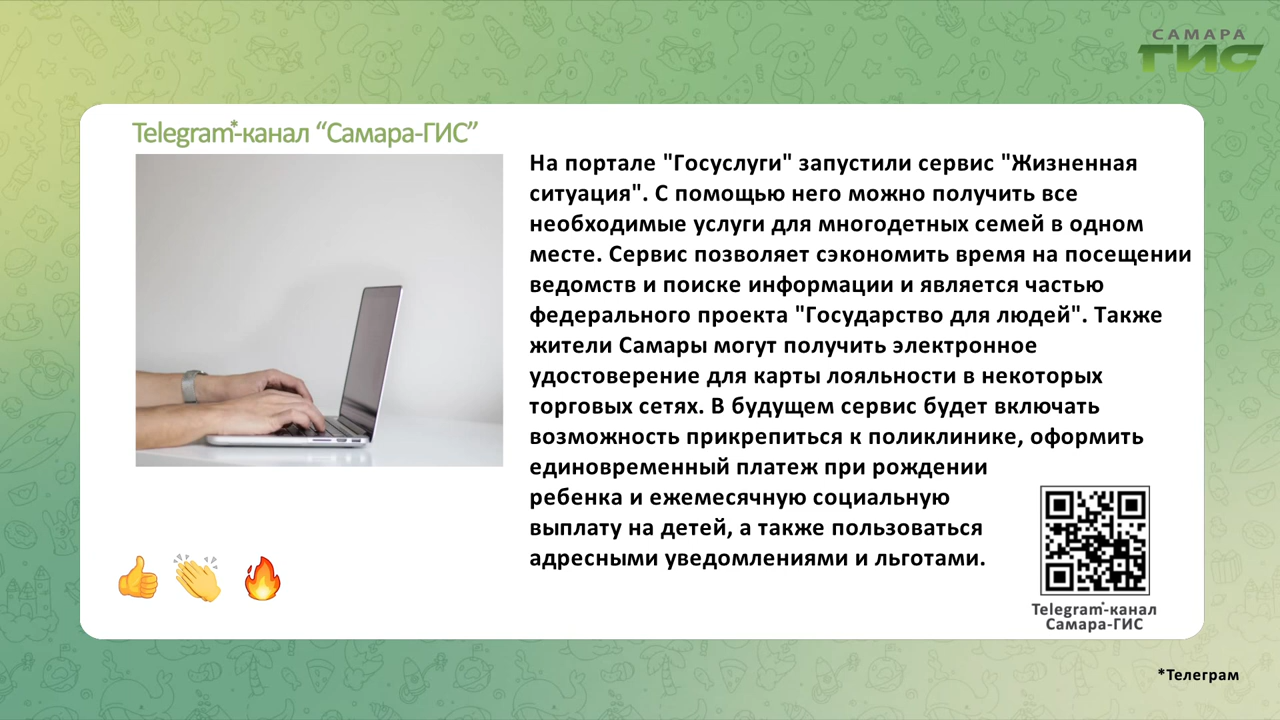 САМАРА
ГИС
Telegram*-канал “Самара-ГИС”
На портале "Госуслуги" запустили сервис "Жизненная
ситуация". С помощью него можно получить все
необходимые услуги для многодетных семей в одном
месте. Сервис позволяет сэкономить время на посещении
ведомств и поиске информации и является частью
федерального проекта "Государство для людей". Также
жители Самары могут получить электронное
удостоверение для карты лояльности в некоторых
торговых сетях. В будущем сервис будет включать
возможность прикрепиться к поликлинике, оформить
единовременный платеж при рождении
ребенка и ежемесячную социальную
выплату на детей, а также пользоваться
адресными уведомлениями и льготами.
Telegram*-канал
Самара-ГИС
*Телеграм